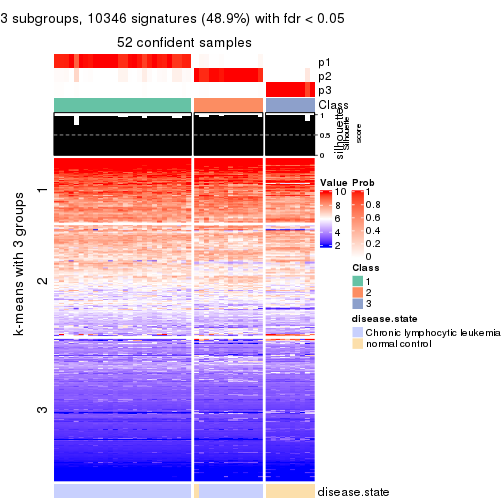 3 subgroups, 10346 signatures (48.9%) with fdr < 0.05
52 confident samples
p1
p2
p3
Class
1
0.5
0
silhouette
Silhouette
score
k-means with 3 groups
1
2
3
Value
10
8
6
4
2
Prob
1
0.8
0.6
0.4
0.2
0
Class
1
2
3
disease.state
Chronic lymphocytic leukemia
normal control
disease.state